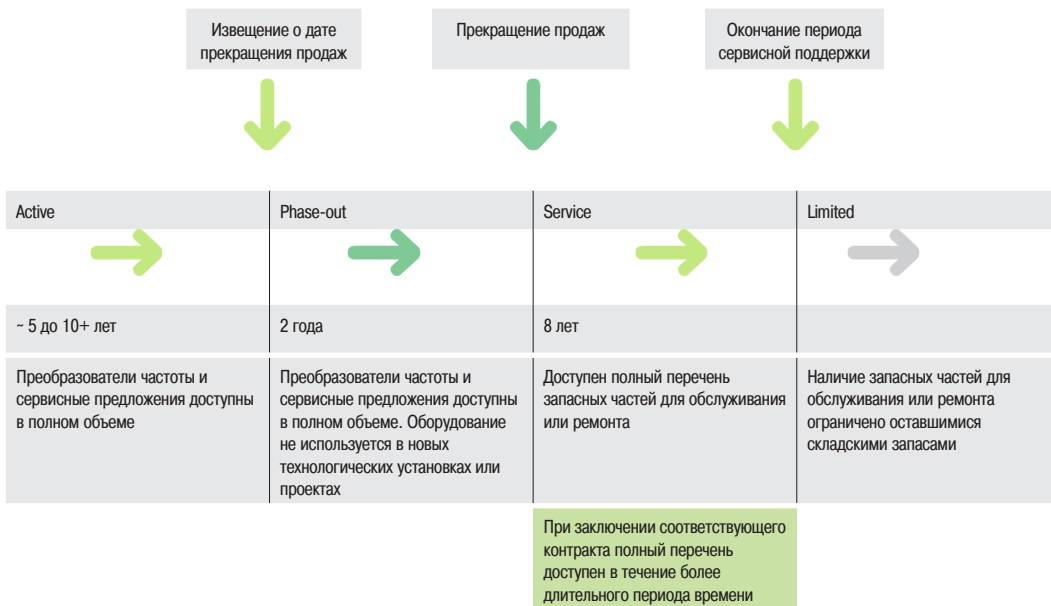 Извещение о дате
прекращения продаж
Прекращение продаж
Окончание периода
сервисной поддержки
Active
Phase-out
Service
Limited
~ 5 до 10+ лет
2 года
8 лет
Преобразователи частоты и
сервисные предложения доступны
в полном объеме
Преобразователи частоты и
сервисные предложения доступны
в полном объеме. Оборудование
не используется в новых
технологических установках или
проектах
Доступен полный перечень
запасных частей для обслуживания
или ремонта
Наличие запасных частей для
обслуживания или ремонта
ограничено оставшимися
складскими запасами
При заключении соответствующего
контракта полный перечень
доступен в течение более
длительного периода времени